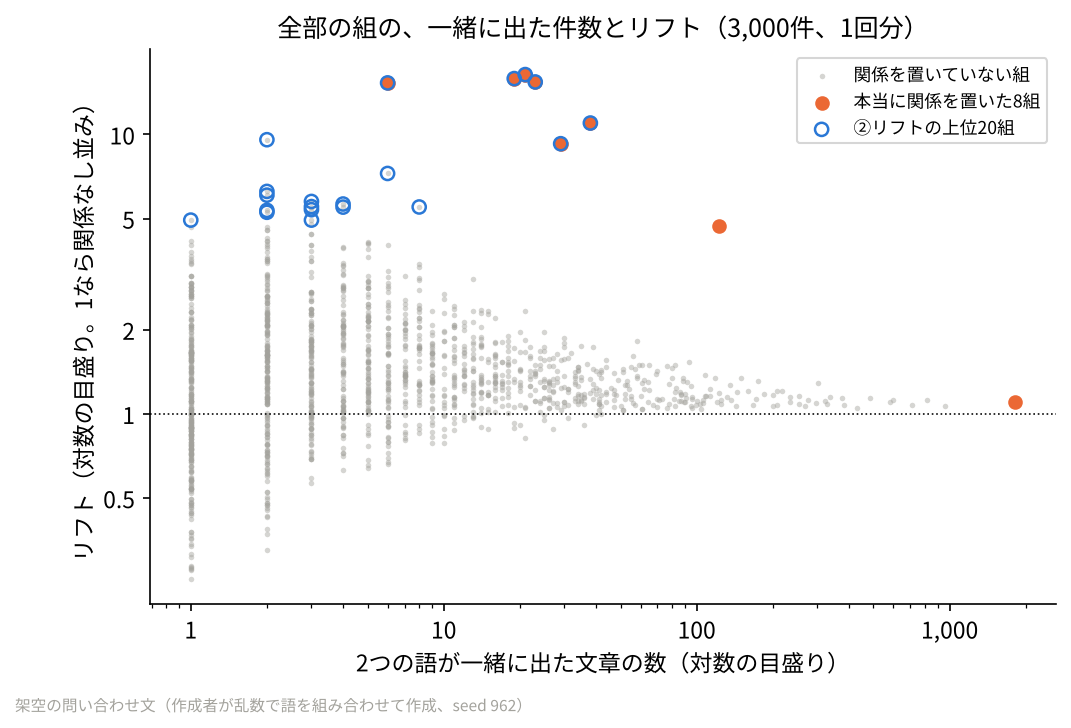 全部の組の、一緒に出た件数とリフト（3,000件、1回分）
関係を置いていない組
本当に関係を置いた8組
②リフトの上位20組
リフト（対数の目盛り。1なら関係なし並み）
10
5
2
1
0.5
1
10
100
1,000
2つの語が一緒に出た文章の数（対数の目盛り）
架空の問い合わせ文（作成者が乱数で語を組み合わせて作成、seed 962）